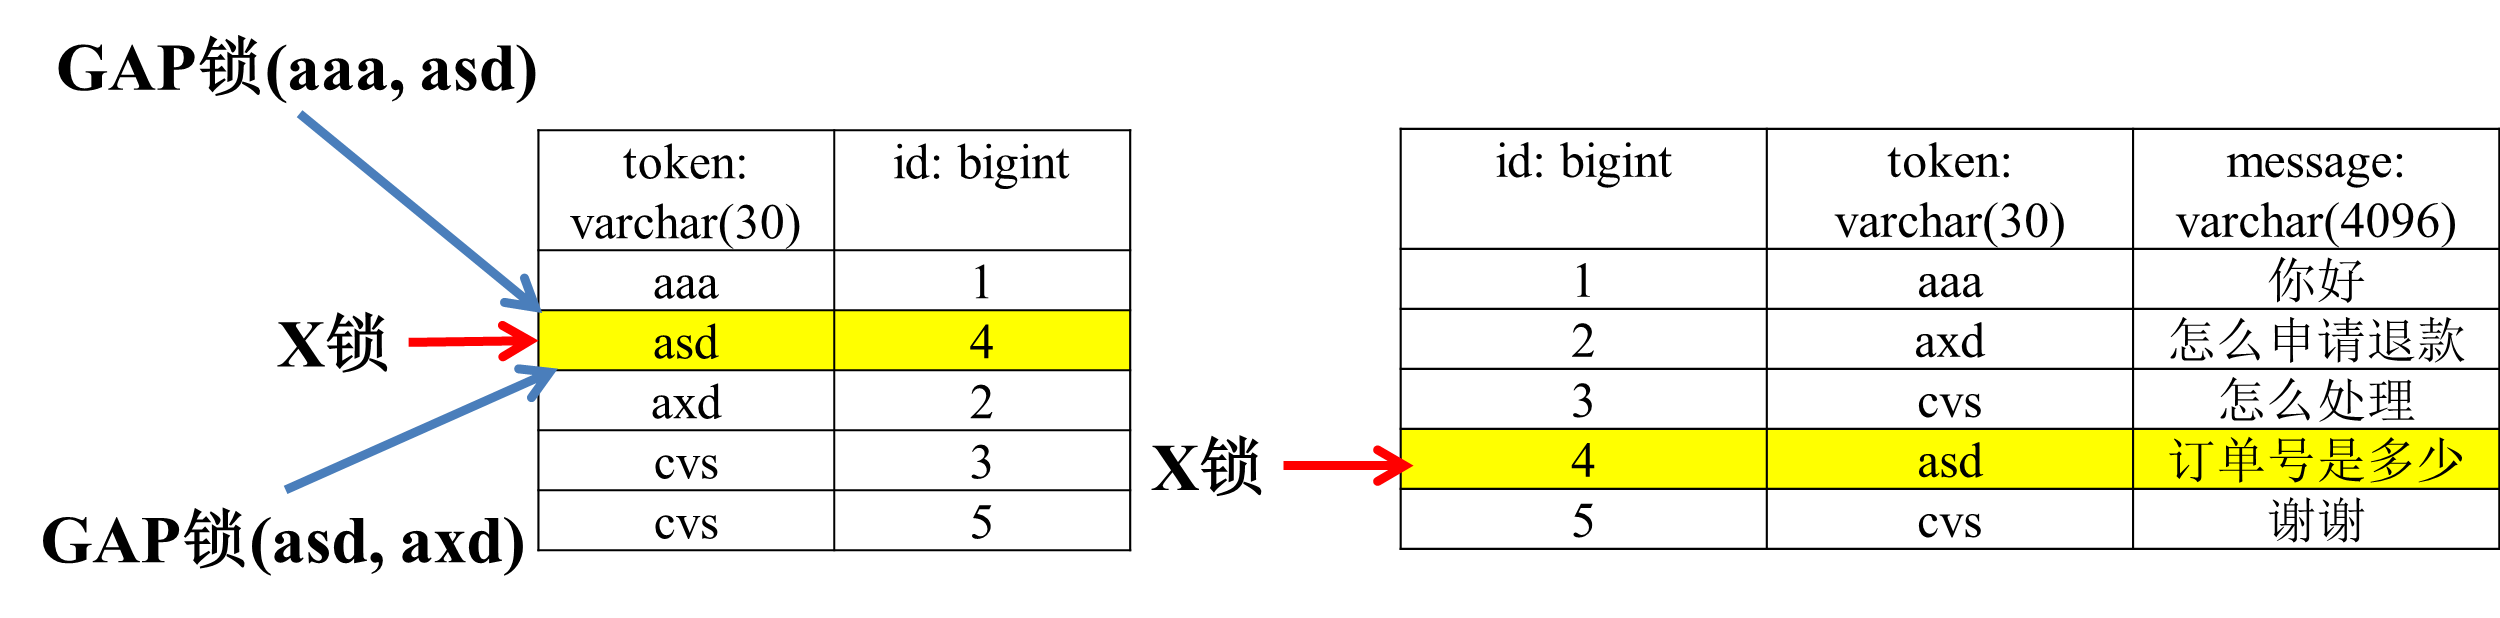 GAP锁(aaa, asd)
token:
varchar(30)
id: bigint
aaa
1
X锁
asd
4
axd
2
cvs
3
cvs
5
GAP锁(asd, axd)
id: bigint
token:
varchar(30)
message:
varchar(4096)
1
aaa
你好
2
axd
怎么申请退款
3
cvs
怎么处理
X锁
4
asd
订单号是多少
5
cvs
谢谢